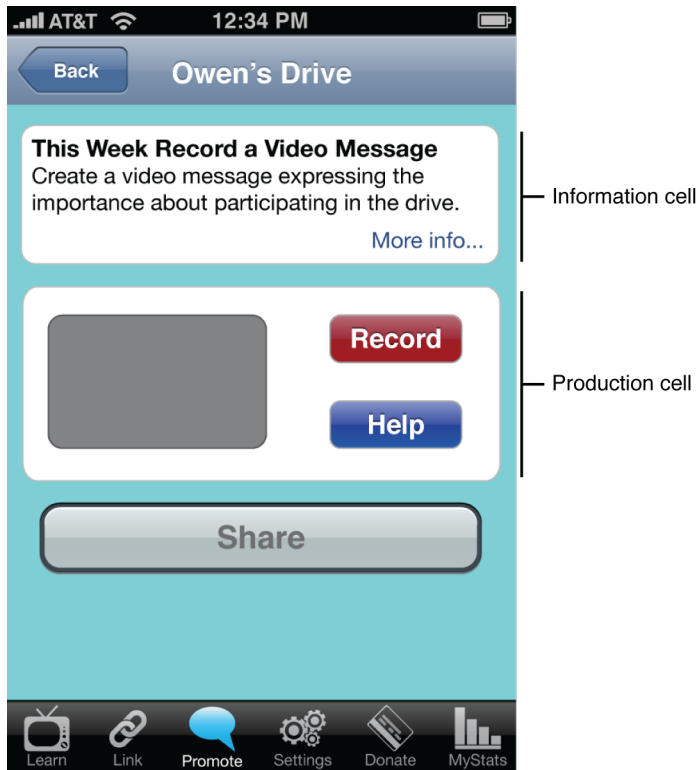 AT&T 12:34 PM
Back Owen's Drive
This Week Record a Video Message
Create a video message expressing the
importance about participating in the drive.
More info...
Information cell
Record
Help
Production cell
Share
Learn Link Promote Settings Donate MyStats